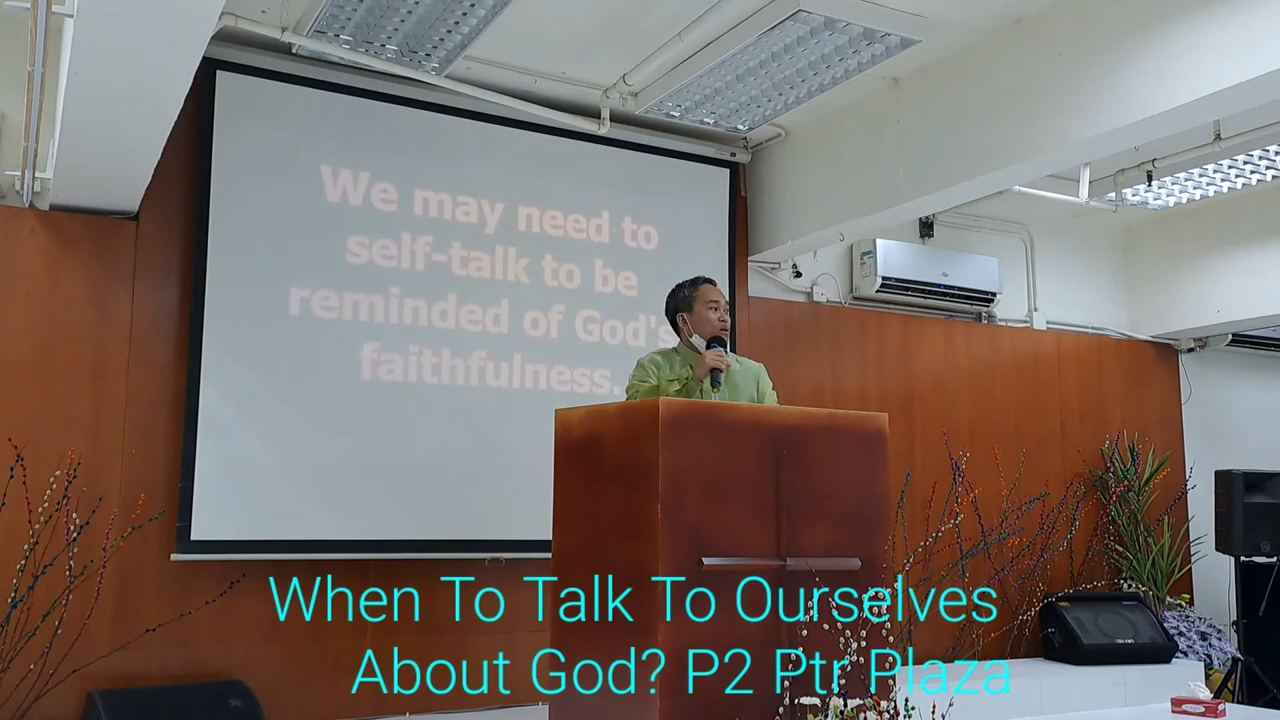 We may need to
self-talk to be
reminded of God's
faithfulness.
When To Talk To Ourselves
About God? P2 Ptr Plaza